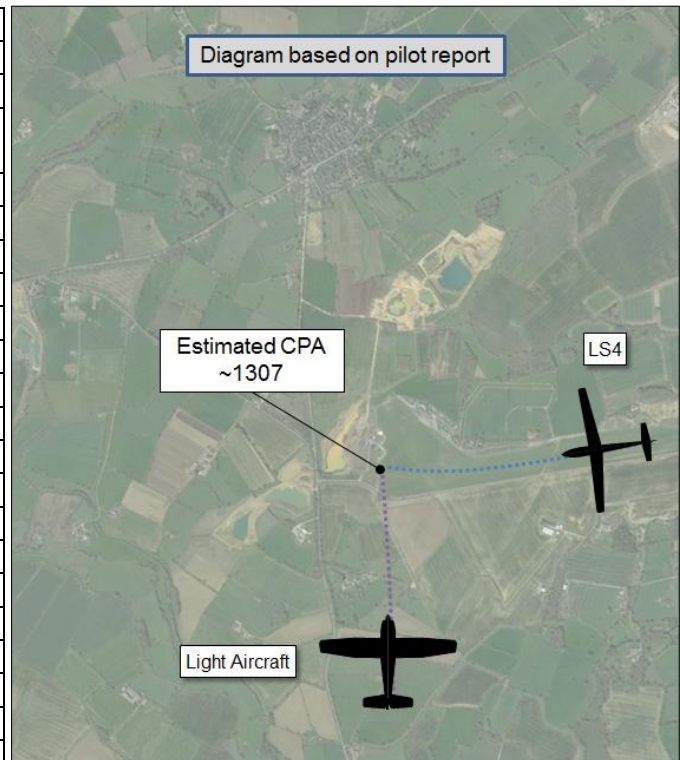 Diagram based on pilot report
Estimated CPA
~1307
LS4
Light Aircraft